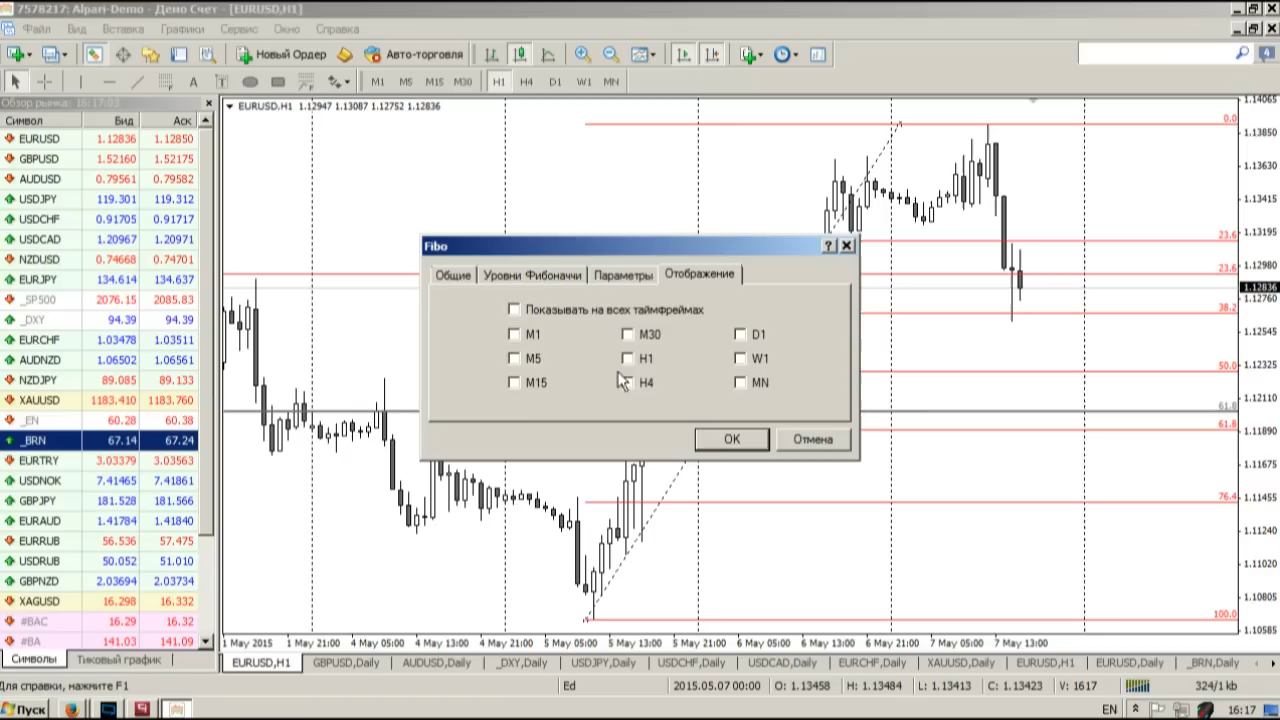 7578217: Alpari-Demo - Демо Счет - [EURUSD,H1]
Файл Вид Вставка Графики Сервис Окно Справка
Новый Ордер Авто-торговля 4
A T M1 M5 M15 M30 H1 H4 D1 W1 MN
Обзор рынка: 16:17:03
Символ Бид Аск
EURUSD 1.12836 1.12850
GBPUSD 1.52160 1.52175
AUDUSD 0.79561 0.79582
USDJPY 119.301 119.312
USDCHF 0.91705 0.91717
USDCAD 1.20967 1.20971
NZDUSD 0.74668 0.74701
EURJPY 134.614 134.637
_SP500 2076.15 2085.83
_DXY 94.39 94.39
EURCHF 1.03478 1.03511
AUDNZD 1.06502 1.06561
NZDJPY 89.085 89.133
XAUUSD 1183.410 1183.760
_EN 60.28 60.38
_BRN 67.14 67.24
EURTRY 3.03379 3.03563
USDNOK 7.41465 7.41861
GBPJPY 181.528 181.566
EURAUD 1.41784 1.41840
EURRUB 56.536 57.475
USDRUB 50.052 51.010
GBPNZD 2.03694 2.03734
XAGUSD 16.298 16.332
#BAC 16.29 16.32
#BA 141.03 141.09
Символы Тиковый график
EURUSD,H1 1.12947 1.13087 1.12752 1.12836
0.0
23.6
23.6
38.2
50.0
61.8
61.8
76.4
100.0
1.14065
1.13850
1.13630
1.13415
1.13195
1.12980
1.12836
1.12760
1.12545
1.12325
1.12110
1.11890
1.11675
1.11455
1.11240
1.11020
1.10805
1.10585
Fibo
Общие Уровни Фибоначчи Параметры Отображение
Показывать на всех таймфреймах
M1 M30 D1
M5 H1 W1
M15 H4 MN
OK Отмена
1 May 2015 1 May 21:00 4 May 05:00 4 May 13:00 4 May 21:00 5 May 05:00 5 May 13:00 5 May 21:00 6 May 05:00 6 May 13:00 6 May 21:00 7 May 05:00 7 May 13:00
EURUSD,H1 GBPUSD,Daily AUDUSD,Daily _DXY,Daily USDJPY,Daily USDCHF,Daily USDCAD,Daily EURCHF,Daily XAUUSD,Daily EURUSD,H1 EURUSD,Daily _BRN,Daily
Для справки, нажмите F1 Ed 2015.05.07 00:00 O: 1.13458 H: 1.13484 L: 1.13413 C: 1.13423 V: 1617 324/1 kb
Пуск EN 16:17